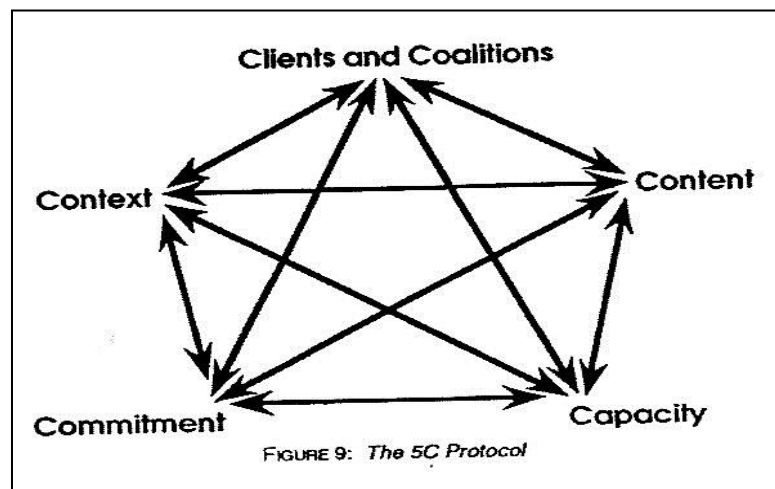 Clients and Coalitions
Context
Content
Commitment
Capacity
FIGURE 9: The 5C Protocol